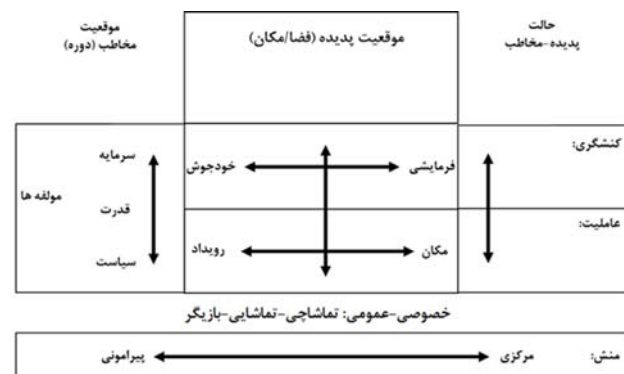 حالت
پدیده-مخاطب
موقعیت پدیده (فضا/مکان)
موقعیت
مخاطب (دوره)
کنشگری:
فرمایشی
خودجوش
سرمایه
مولفه ها
قدرت
عاملیت:
مکان
رویداد
سیاست
خصوصی-عمومی: تماشاچی-تماشایی-بازیگر
منش:
مرکزی
پیرامونی